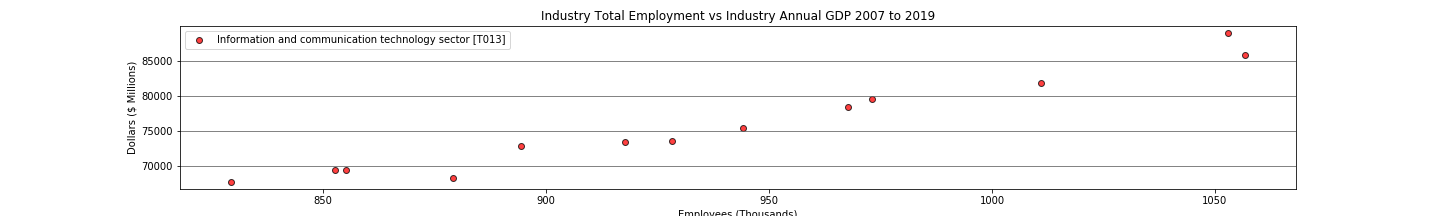 Industry Total Employment vs Industry Annual GDP 2007 to 2019
Information and communication technology sector [T013]
Dollars ($ Millions)
85000
80000
75000
70000
850
900
950
1000
1050
Employees (Thousands)